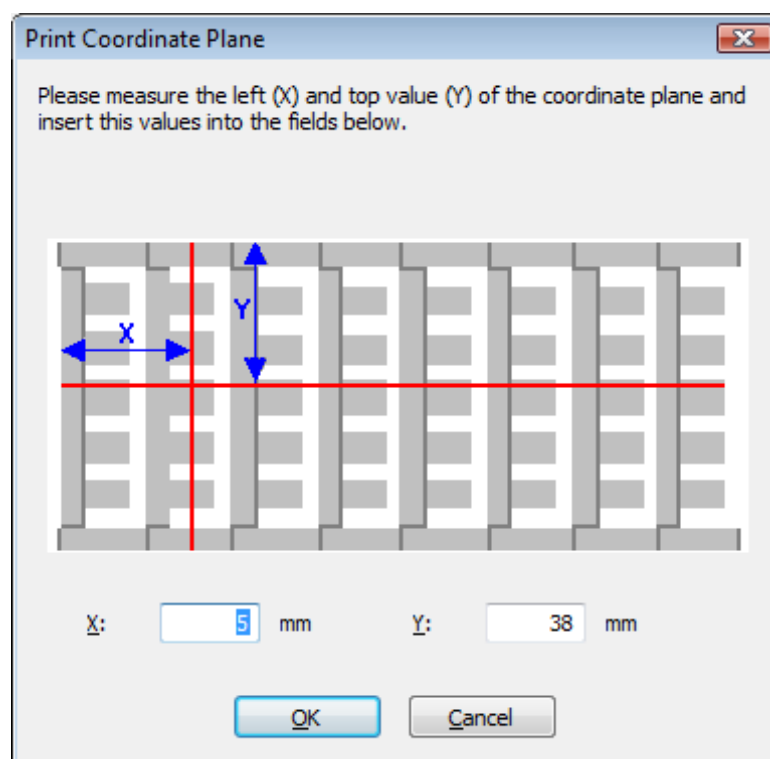 Print Coordinate Plane
Please measure the left (X) and top value (Y) of the coordinate plane and
insert this values into the fields below.
Y
X
X: 5 mm Y: 38 mm
OK Cancel